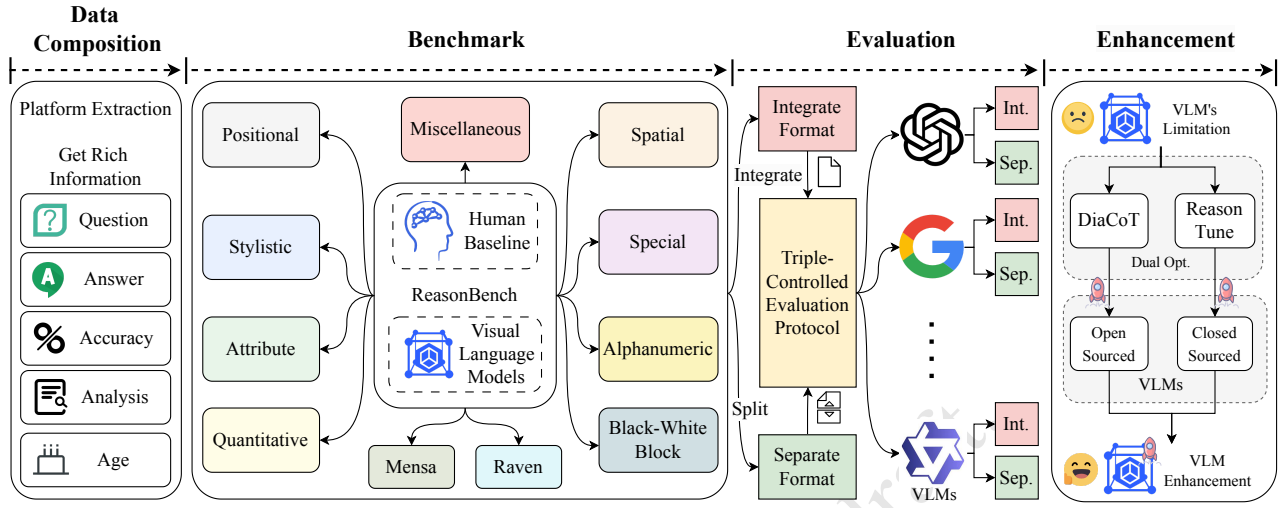 Data
Composition
Benchmark
Evaluation
Enhancement
Platform Extraction
Get Rich
Information
Question
Answer
Accuracy
Analysis
Age
Positional
Stylistic
Attribute
Quantitative
Miscellaneous
Human
Baseline
ReasonBench
Visual
Language
Models
Mensa
Raven
Spatial
Special
Alphanumeric
Black-White
Block
Integrate
Format
Integrate
Triple-
Controlled
Evaluation
Protocol
Split
Separate
Format
Int.
Sep.
Int.
Sep.
Int.
Sep.
VLMs
VLM's
Limitation
DiaCoT
Reason
Tune
Dual Opt.
Open
Sourced
Closed
Sourced
VLMs
VLM
Enhancement